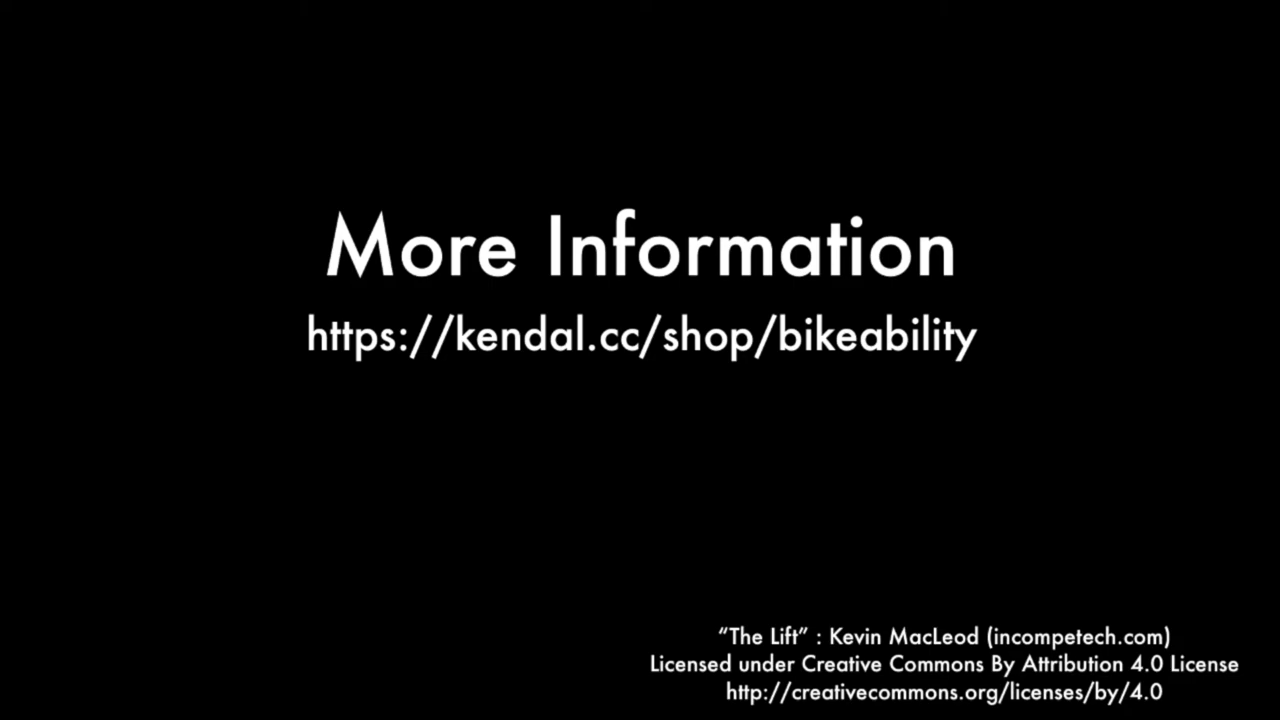 More Information
https://kendal.cc/shop/bikeability
“The Lift” : Kevin MacLeod (incompetech.com)
Licensed under Creative Commons By Attribution 4.0 License
http://creativecommons.org/licenses/by/4.0